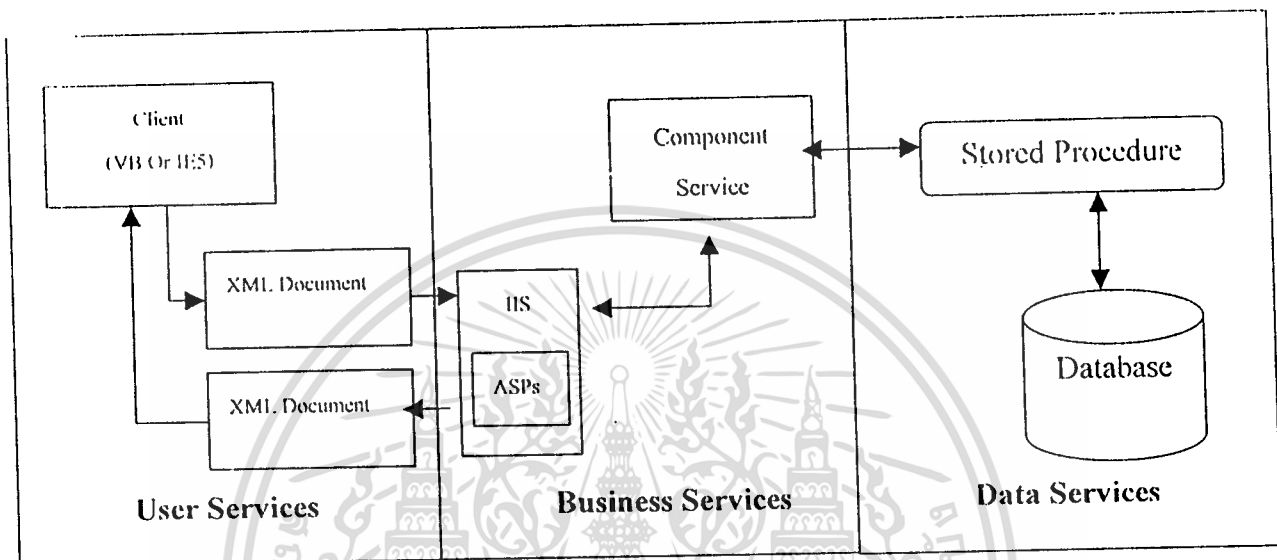 Client
(VB Or IE5)
XML Document
XML Document
User Services
Component
Service
IIS
ASPs
Business Services
Stored Procedure
Database
Data Services